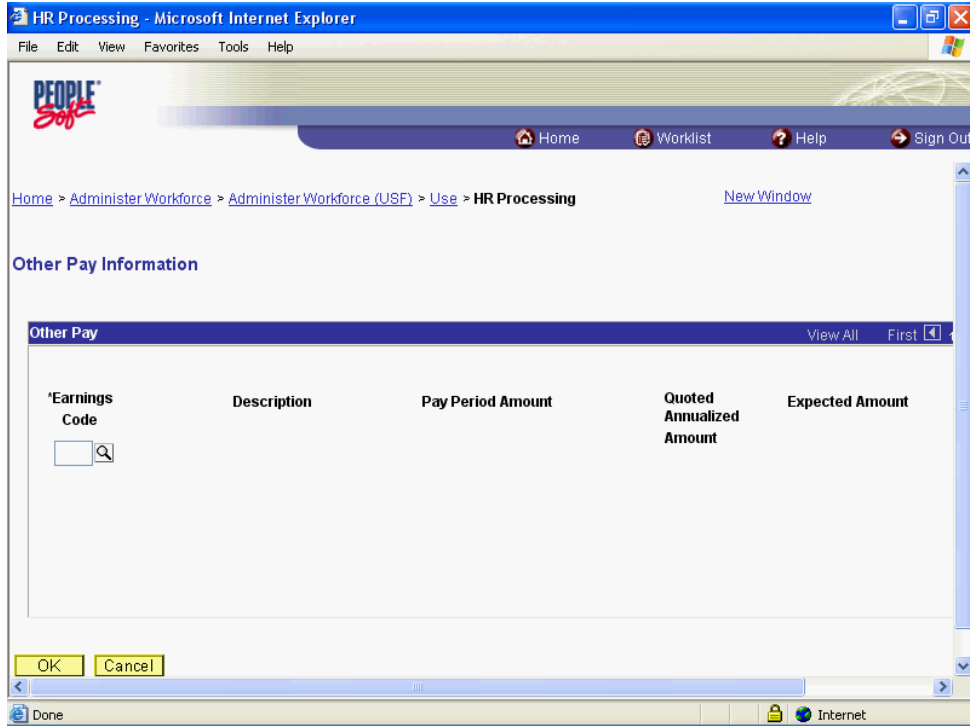 HR Processing - Microsoft Internet Explorer
File Edit View Favorites Tools Help
PEOPLE
Soft
Home Worklist Help Sign Out
Home > Administer Workforce > Administer Workforce (USF) > Use > HR Processing New Window
Other Pay Information
Other Pay View All First
*Earnings Code Description Pay Period Amount Quoted Annualized Amount Expected Amount
OK Cancel
Done Internet